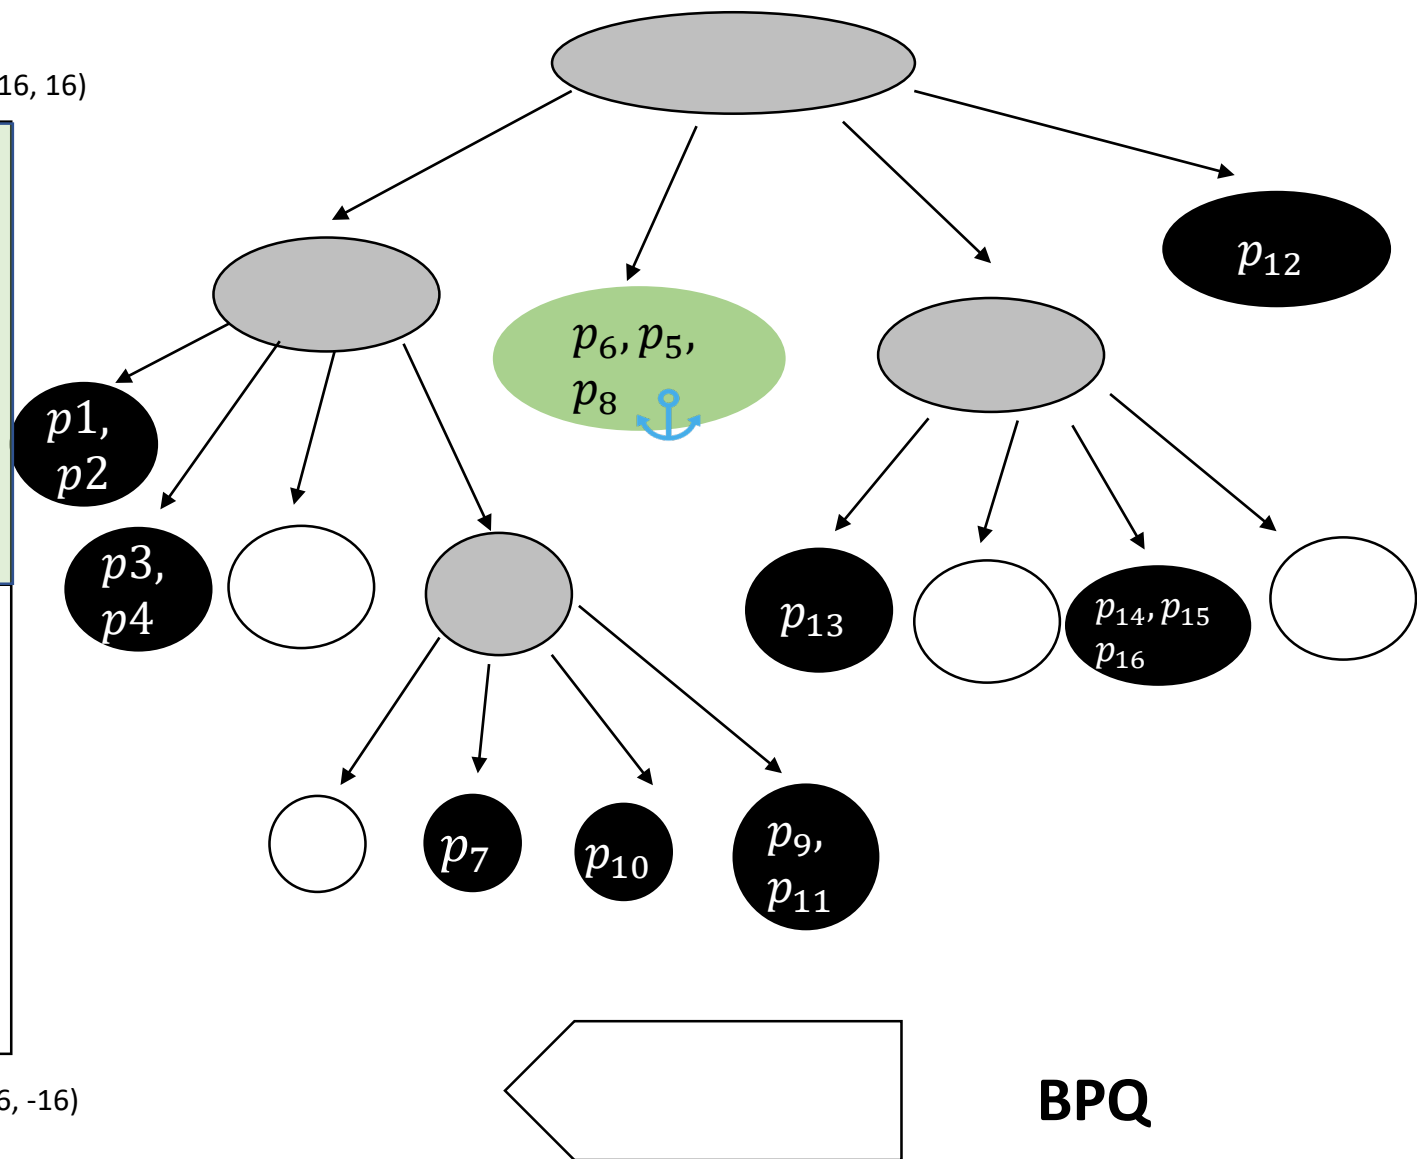 16, 16)
p₁₂
p₆, p₅,
p₈
p1,
p2
p3,
p4
p₁₃
p₁₄, p₁₅
p₁₆
p₇
p₁₀
p₉,
p₁₁
6, -16)
BPQ